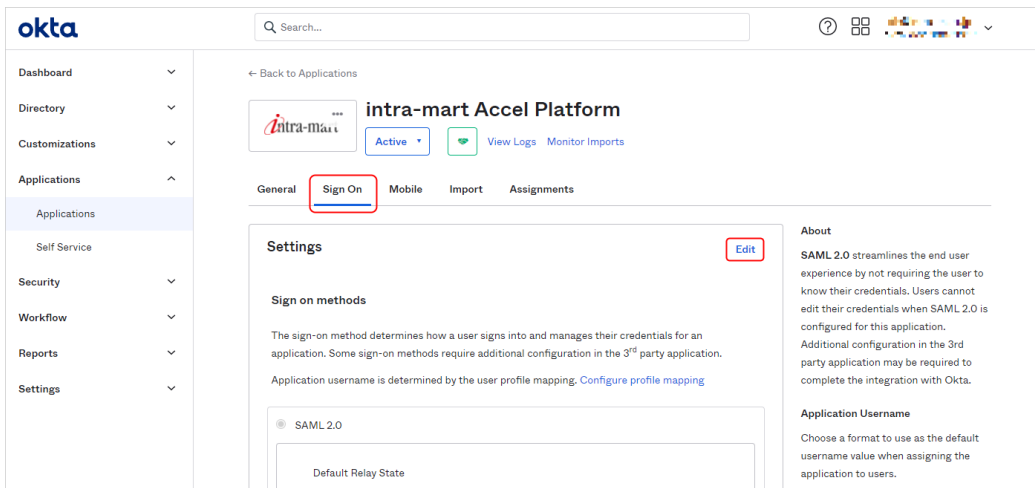 okta
Search...
Dashboard
Directory
Customizations
Applications
Applications
Self Service
Security
Workflow
Reports
Settings
← Back to Applications
intra-mart
intra-mart Accel Platform
Active
View Logs Monitor Imports
General Sign On Mobile Import Assignments
Settings
Edit
Sign on methods
The sign-on method determines how a user signs into and manages their credentials for an
application. Some sign-on methods require additional configuration in the 3rd party application.
Application username is determined by the user profile mapping. Configure profile mapping
SAML 2.0
Default Relay State
About
SAML 2.0 streamlines the end user
experience by not requiring the user to
know their credentials. Users cannot
edit their credentials when SAML 2.0 is
configured for this application.
Additional configuration in the 3rd
party application may be required to
complete the integration with Okta.
Application Username
Choose a format to use as the default
username value when assigning the
application to users.